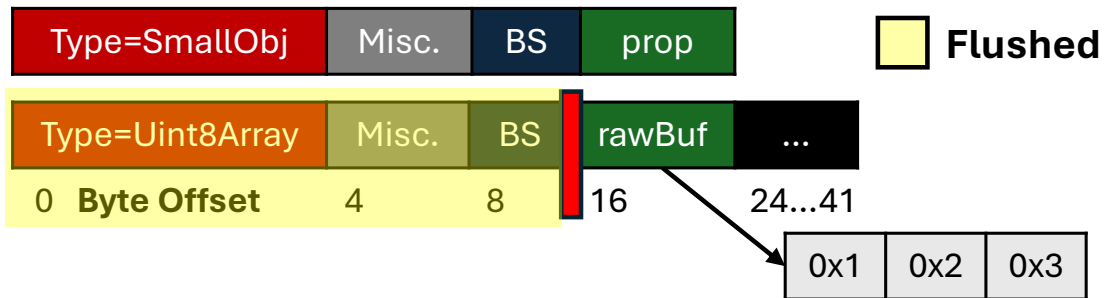 Type=SmallObj Misc. BS prop
Flushed
Type=Uint8Array Misc. BS rawBuf ...
0 Byte Offset 4 8 16 24...41
0x1 0x2 0x3